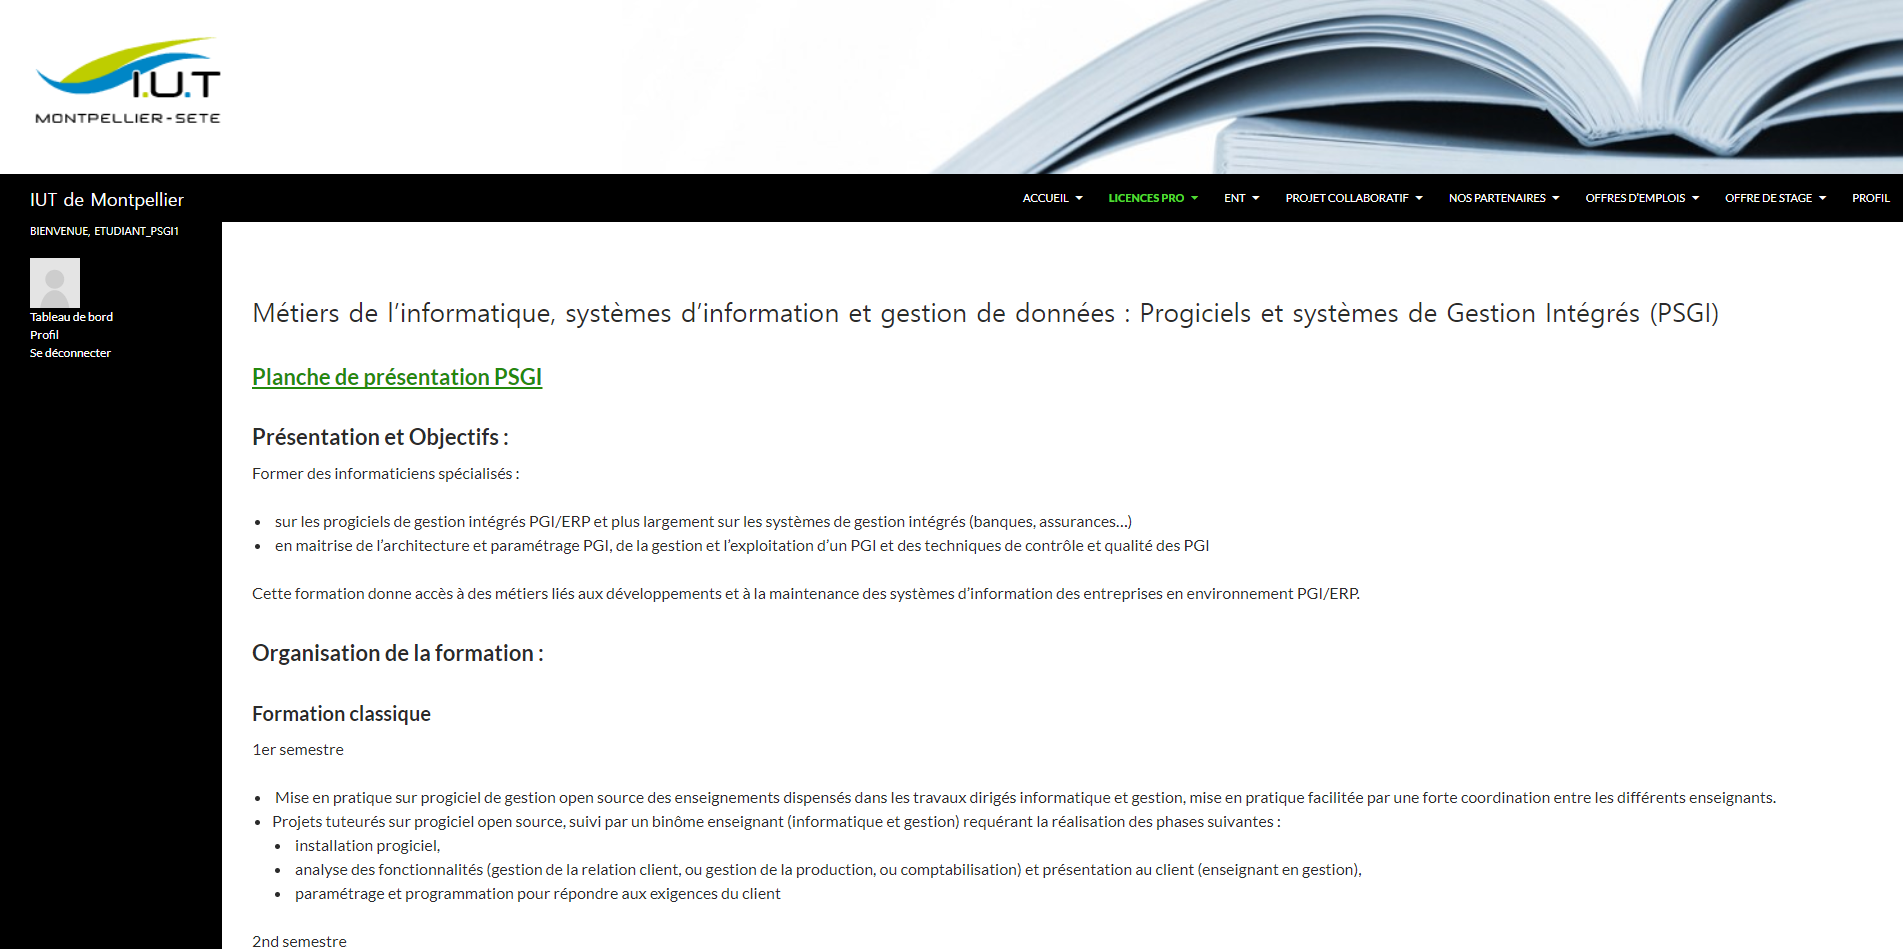 I.U.T
MONTPELLIER-SETE
IUT de Montpellier
ACCUEIL LICENCES PRO ENT PROJET COLLABORATIF NOS PARTENAIRES OFFRES D’EMPLOIS OFFRE DE STAGE PROFIL
BIENVENUE, ETUDIANT_PSGI1
Tableau de bord
Profil
Se déconnecter
Métiers de l’informatique, systèmes d’information et gestion de données : Progiciels et systèmes de Gestion Intégrés (PSGI)
Planche de présentation PSGI
Présentation et Objectifs :
Former des informaticiens spécialisés :
• sur les progiciels de gestion intégrés PGI/ERP et plus largement sur les systèmes de gestion intégrés (banques, assurances…)
• en maitrise de l’architecture et paramétrage PGI, de la gestion et l’exploitation d’un PGI et des techniques de contrôle et qualité des PGI
Cette formation donne accès à des métiers liés aux développements et à la maintenance des systèmes d’information des entreprises en environnement PGI/ERP.
Organisation de la formation :
Formation classique
1er semestre
• Mise en pratique sur progiciel de gestion open source des enseignements dispensés dans les travaux dirigés informatique et gestion, mise en pratique facilitée par une forte coordination entre les différents enseignants.
• Projets tuteurés sur progiciel open source, suivi par un binôme enseignant (informatique et gestion) requérant la réalisation des phases suivantes :
• installation progiciel,
• analyse des fonctionnalités (gestion de la relation client, ou gestion de la production, ou comptabilisation) et présentation au client (enseignant en gestion),
• paramétrage et programmation pour répondre aux exigences du client
2nd semestre